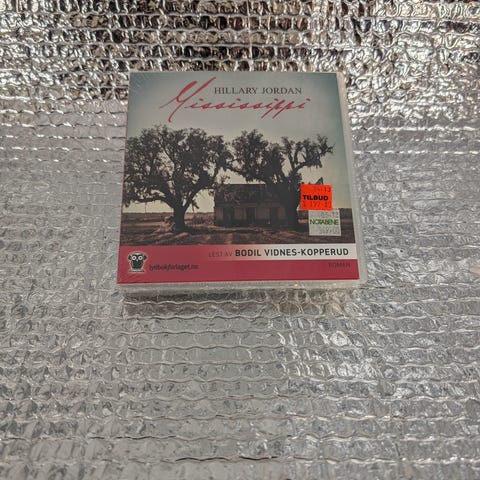 HILLARY JORDAN
Mississippi
TILBUD
NOTABENE
LEST AV BODIL VIDNES-KOPPERUD
lydbokforlaget.no
ROMAN